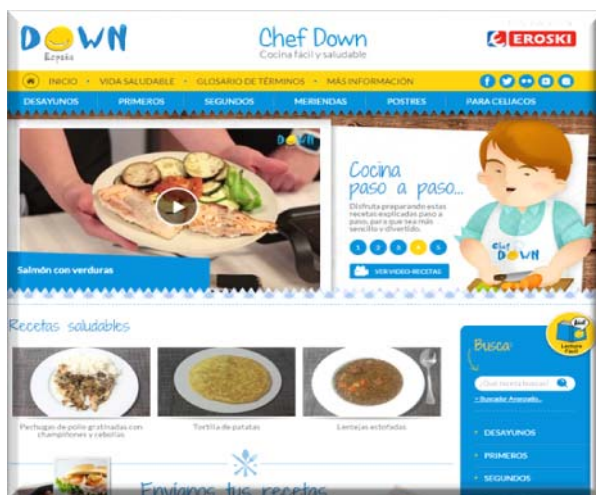 DOWN
España
Chef Down
Cocina fácil y saludable
EROSKI
INICIO • VIDA SALUDABLE • GLOSARIO DE TÉRMINOS • MÁS INFORMACIÓN
DESAYUNOS PRIMEROS SEGUNDOS MERIENDAS POSTRES PARA CELIACOS
DOWN
Salmón con verduras
Cocina
paso a paso...
Disfruta preparando estas
recetas explicadas paso a
paso, para que sea más
sencillo y divertido.
1 2 3 4 5
VER VIDEO-RECETAS
Chef
DOWN
Recetas saludables
Pechugas de pollo gratinadas con
champiñones y cebollas
Tortilla de patatas
Lentejas estofadas
Busca
Lectura
Fácil
¿Qué receta buscas?
Buscador Avanzado...
DESAYUNOS
PRIMEROS
SEGUNDOS
Envíanos tus recetas